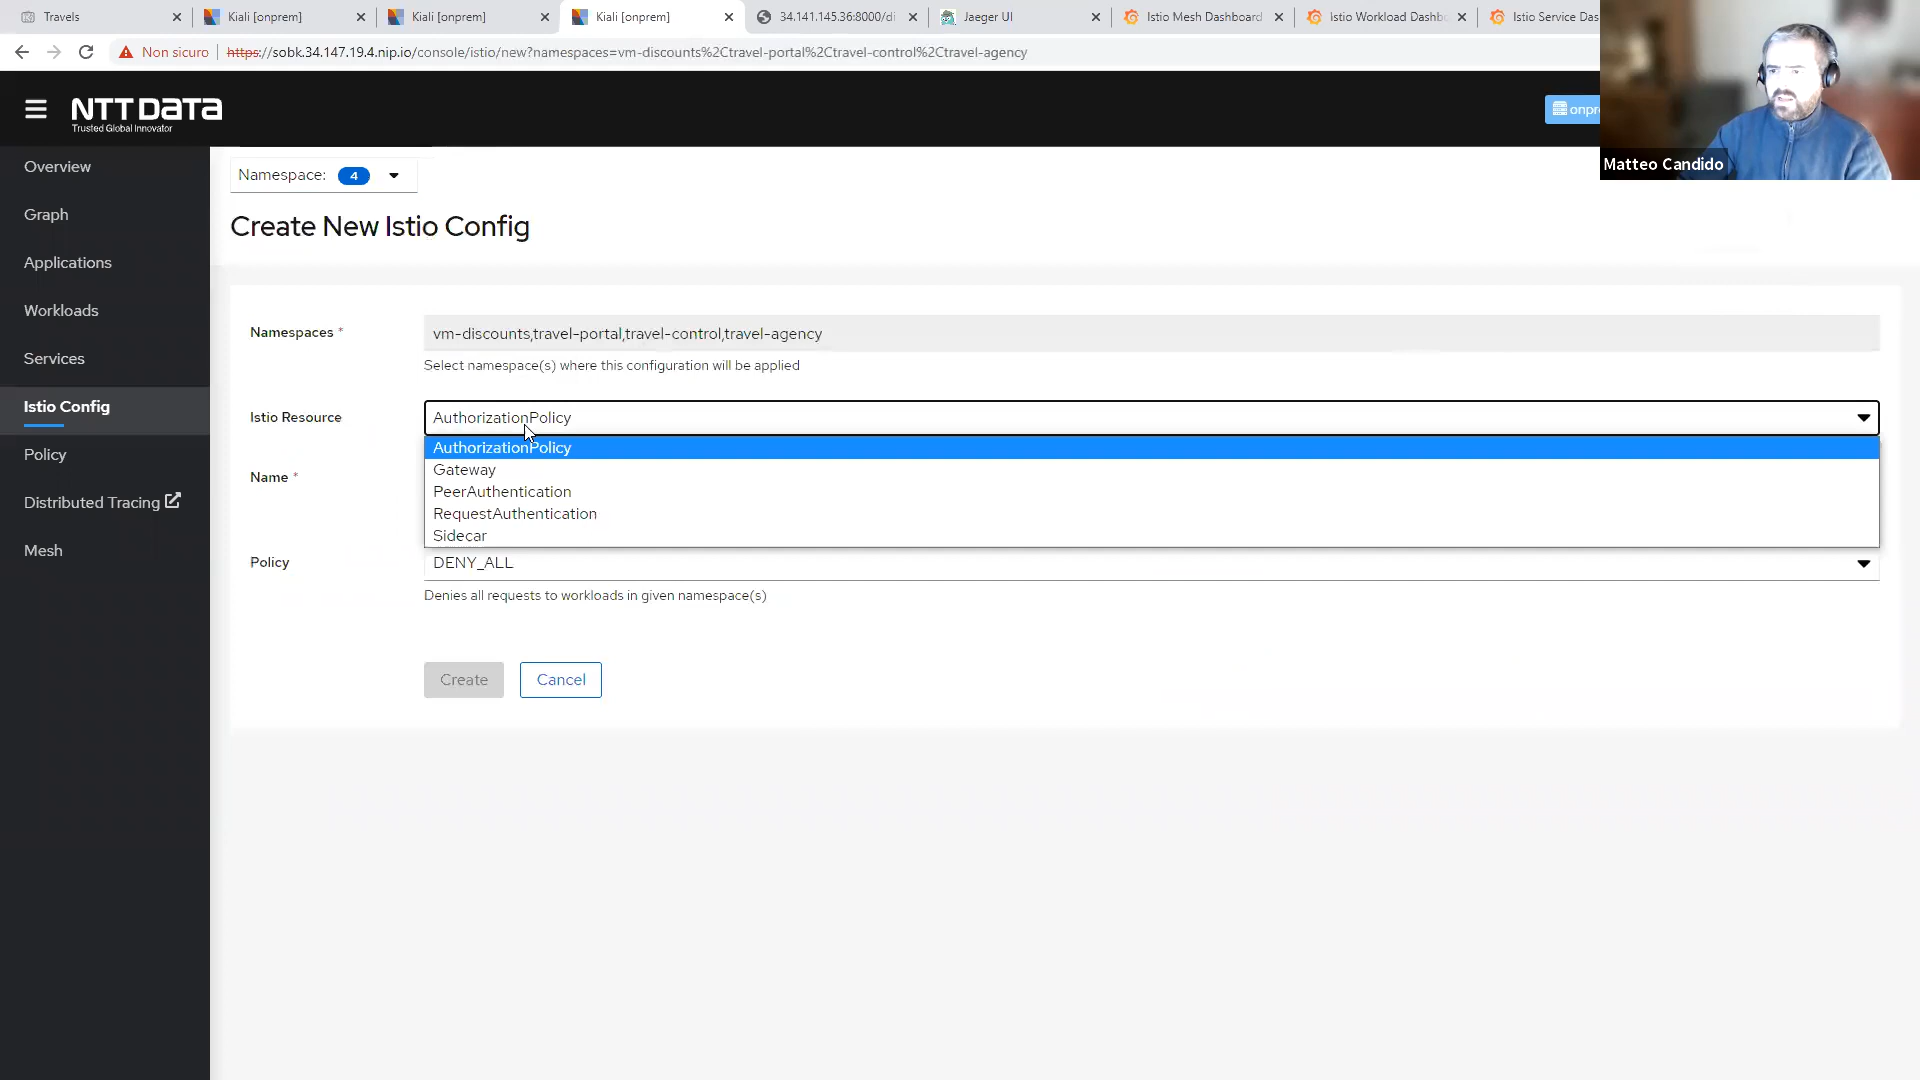 Travels
Kiali [onprem]
Kiali [onprem]
Kiali [onprem]
34.141.145.36:8000/di
Jaeger UI
Istio Mesh Dashboard
Istio Workload Dashbo
Istio Service Das
Non sicuro
https://sobk.34.147.19.4.nip.io/console/istio/new?namespaces=vm-discounts%2Ctravel-portal%2Ctravel-control%2Ctravel-agency
NTT DATA
Trusted Global Innovator
onpr
Matteo Candido
Overview
Graph
Applications
Workloads
Services
Istio Config
Policy
Distributed Tracing
Mesh
Namespace: 4
Create New Istio Config
Namespaces *
vm-discounts,travel-portal,travel-control,travel-agency
Select namespace(s) where this configuration will be applied
Istio Resource
AuthorizationPolicy
AuthorizationPolicy
Gateway
PeerAuthentication
RequestAuthentication
Sidecar
Name *
Policy
DENY_ALL
Denies all requests to workloads in given namespace(s)
Create
Cancel